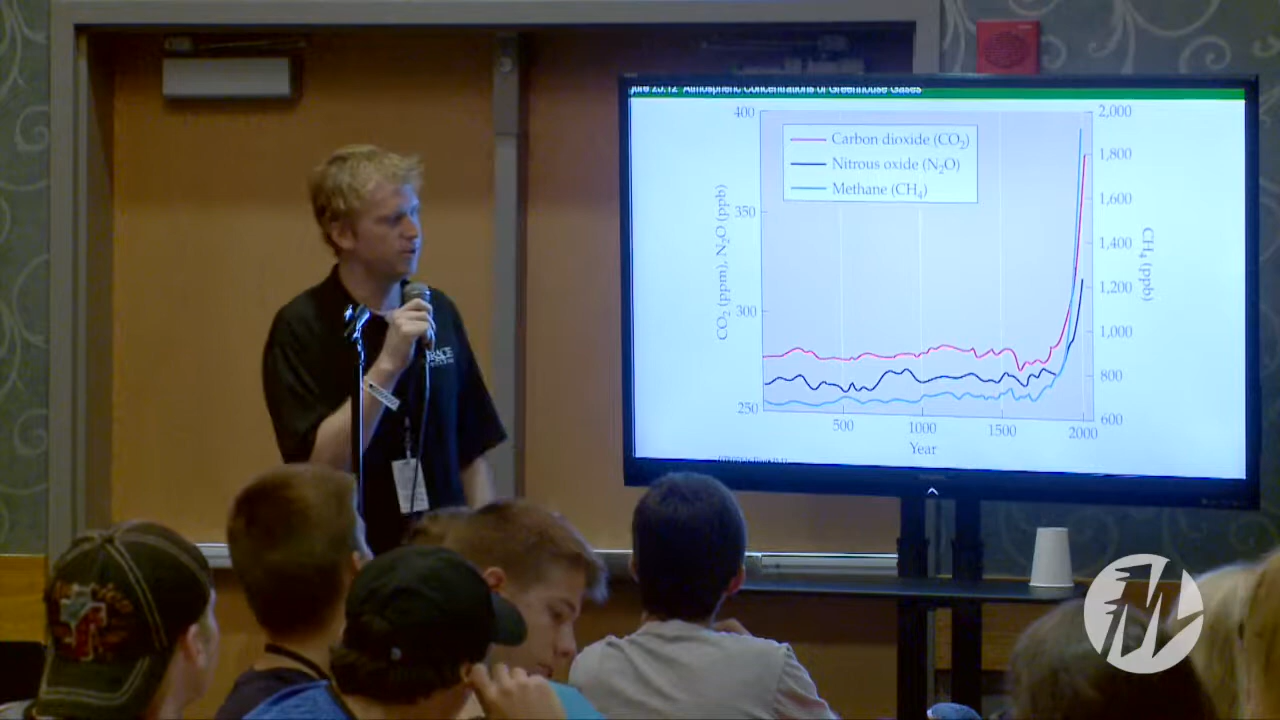 Atmospheric Concentrations of Greenhouse Gases
400
350
300
250
CO₂ (ppm), N₂O (ppb)
Carbon dioxide (CO₂)
Nitrous oxide (N₂O)
Methane (CH₄)
2,000
1,800
1,600
1,400
1,200
1,000
800
600
CH₄ (ppb)
500
1000
1500
2000
Year
M